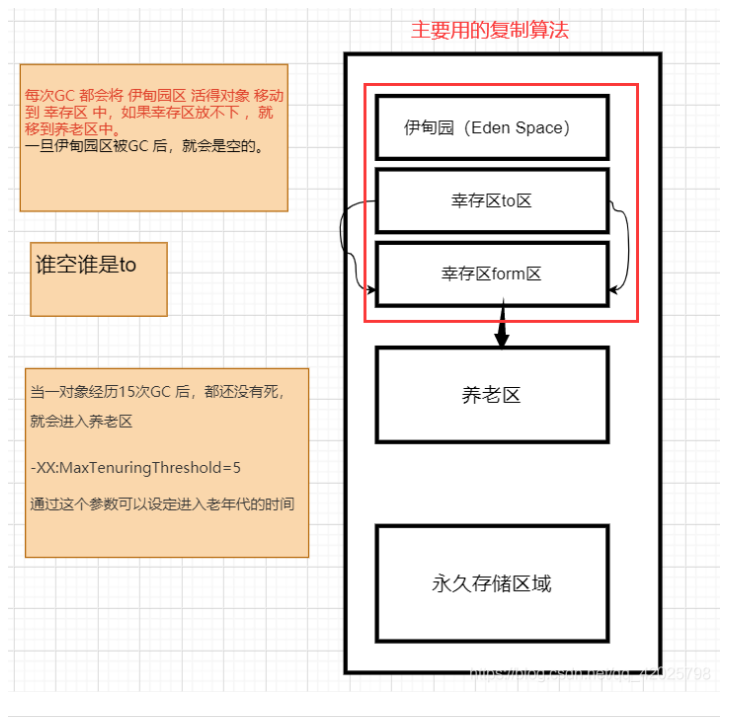 主要用的复制算法
每次GC 都会将 伊甸园区 活得对象 移动
到 幸存区 中，如果幸存区放不下 ，就
移到养老区中。
一旦伊甸园区被GC 后，就会是空的。
谁空谁是to
当一对象经历15次GC 后，都还没有死，
就会进入养老区
-XX:MaxTenuringThreshold=5
通过这个参数可以设定进入老年代的时间
伊甸园（Eden Space）
幸存区to区
幸存区form区
养老区
永久存储区域
https://blog.csdn.net/qq_42025798